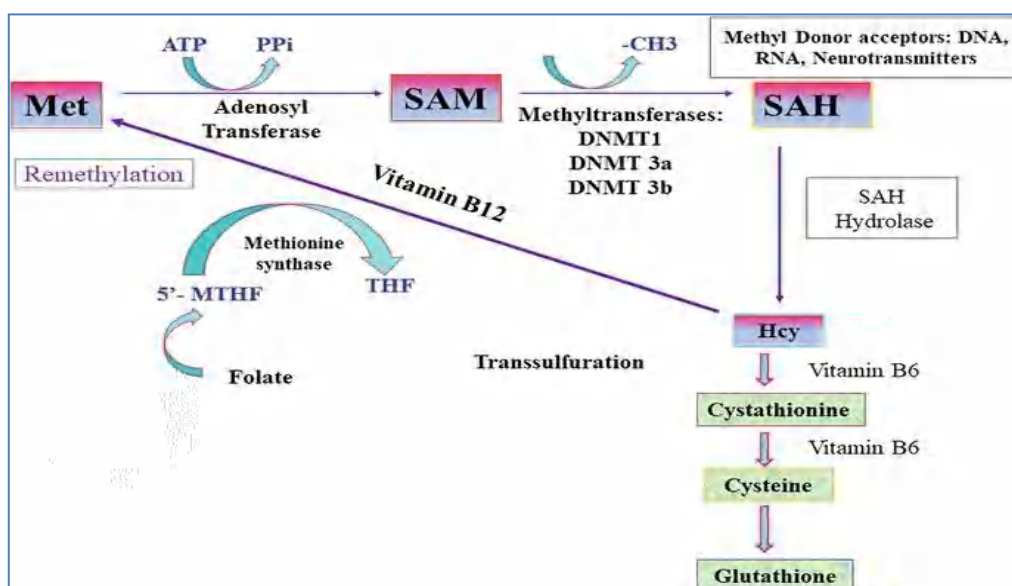 ATP
PPi
-CH3
Methyl Donor acceptors: DNA,
RNA, Neurotransmitters
Met
Adenosyl
Transferase
SAM
Methyltransferases:
DNMT1
DNMT 3a
DNMT 3b
SAH
Remethylation
Vitamin B12
SAH
Hydrolase
Methionine
synthase
5'- MTHF
THF
Folate
Transsulfuration
Hcy
Vitamin B6
Cystathionine
Vitamin B6
Cysteine
Glutathione